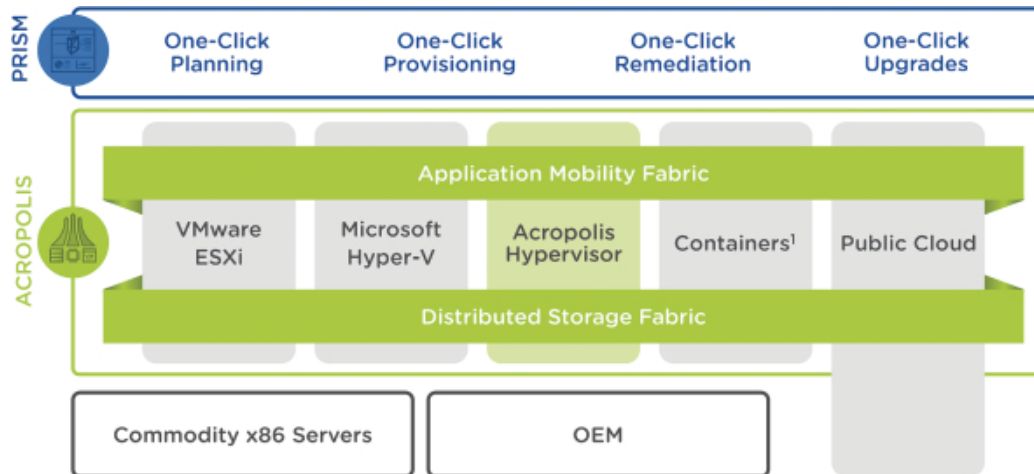 PRISM
One-Click
Planning
One-Click
Provisioning
One-Click
Remediation
One-Click
Upgrades
ACROPOLIS
Application Mobility Fabric
VMware
ESXi
Microsoft
Hyper-V
Acropolis
Hypervisor
Containers¹
Public Cloud
Distributed Storage Fabric
Commodity x86 Servers
OEM